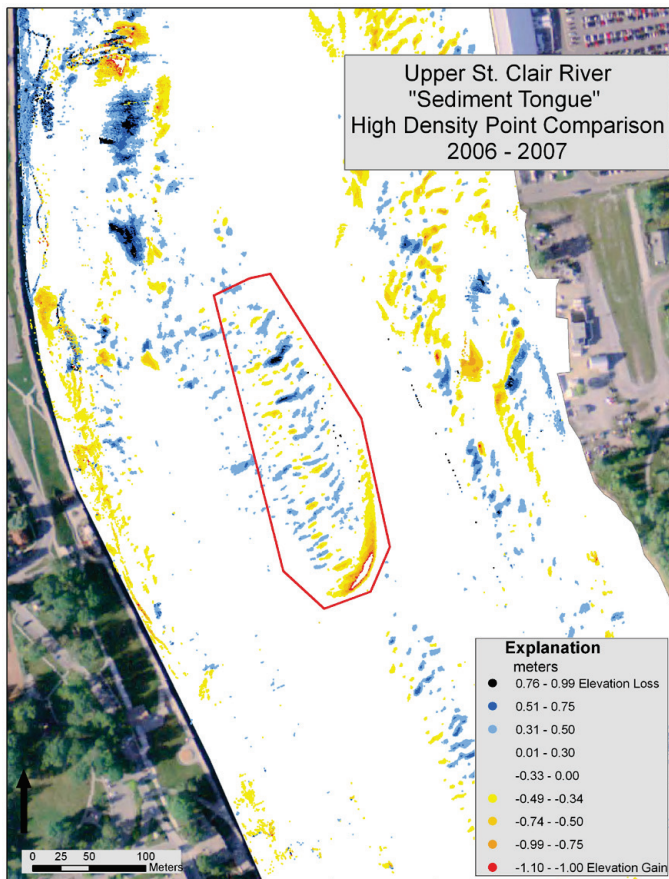 Upper St. Clair River
"Sediment Tongue"
High Density Point Comparison
2006 - 2007
Explanation
meters
0.76 - 0.99 Elevation Loss
0.51 - 0.75
0.31 - 0.50
0.01 - 0.30
-0.33 - 0.00
-0.49 - -0.34
-0.74 - -0.50
-0.99 - -0.75
-1.10 - -1.00 Elevation Gain
0 25 50 100
Meters